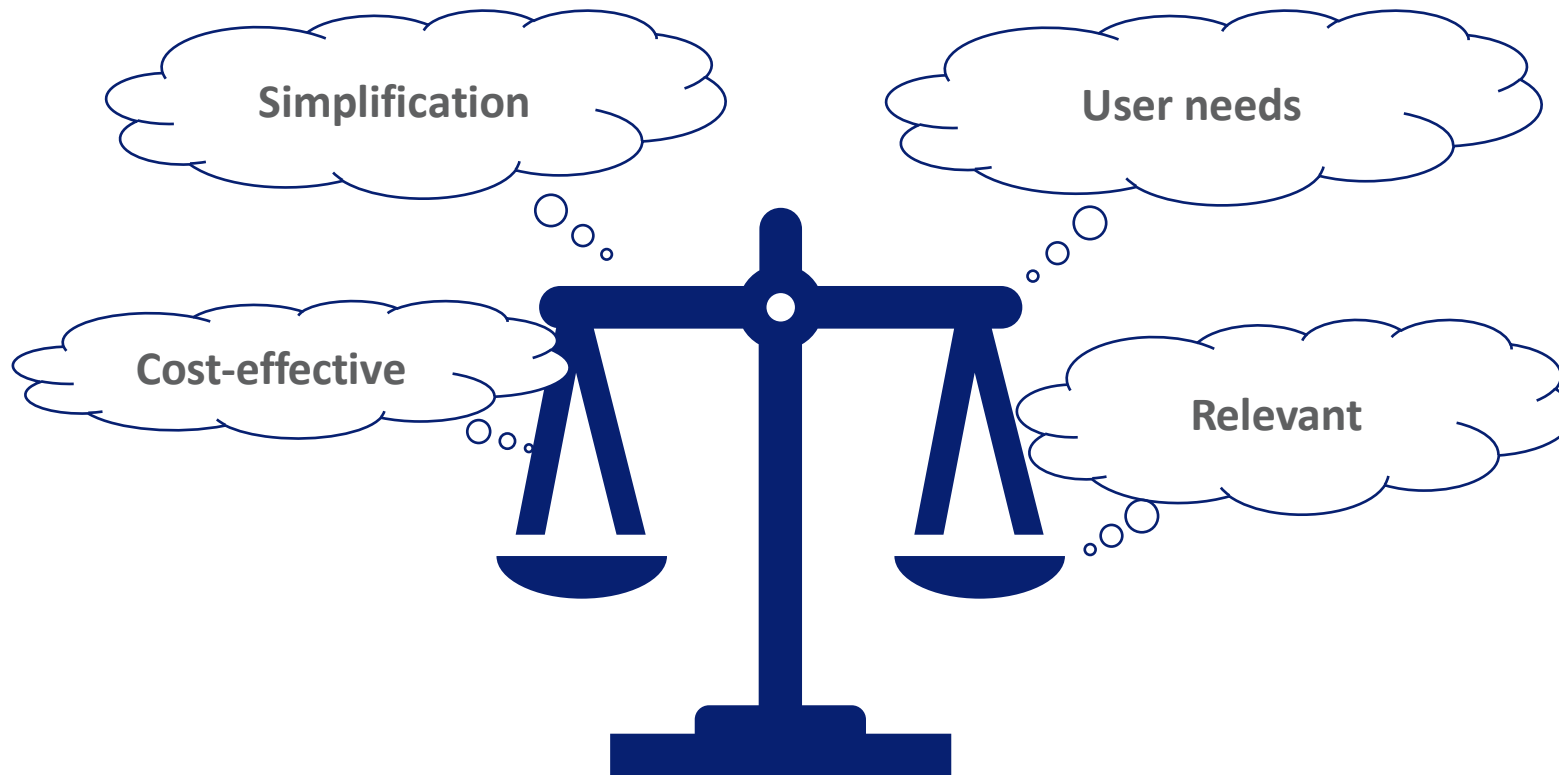 Simplification
User needs
Cost-effective
Relevant